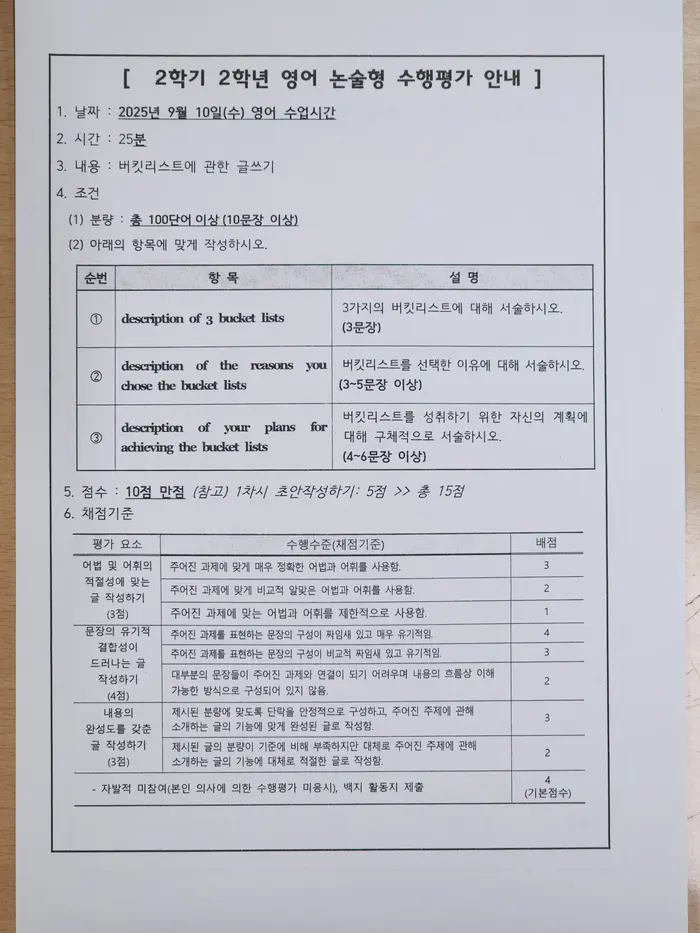 [ 2학기 2학년 영어 논술형 수행평가 안내 ]
1. 날짜 : 2025년 9월 10일(수) 영어 수업시간
2. 시간 : 25분
3. 내용 : 버킷리스트에 관한 글쓰기
4. 조건
(1) 분량 : 총 100단어 이상 (10문장 이상)
(2) 아래의 항목에 맞게 작성하시오.
순번 항 목 설 명
① description of 3 bucket lists 3가지의 버킷리스트에 대해 서술하시오.
(3문장)
② description of the reasons you
chose the bucket lists
버킷리스트를 선택한 이유에 대해 서술하시오.
(3~5문장 이상)
③ description of your plans for
achieving the bucket lists
버킷리스트를 성취하기 위한 자신의 계획에
대해 구체적으로 서술하시오.
(4~6문장 이상)
5. 점수 : 10점 만점 (참고) 1차시 초안작성하기: 5점 >> 총 15점
6. 채점기준
평가 요소 수행수준(채점기준) 배점
어법 및 어휘의
적절성에 맞는
글 작성하기
(3점)
주어진 과제에 맞게 매우 정확한 어법과 어휘를 사용함. 3
주어진 과제에 맞게 비교적 알맞은 어법과 어휘를 사용함. 2
주어진 과제에 맞는 어법과 어휘를 제한적으로 사용함. 1
문장의 유기적
결합성이
드러나는 글
작성하기
(4점)
주어진 과제를 표현하는 문장의 구성이 짜임새 있고 매우 유기적임. 4
주어진 과제를 표현하는 문장의 구성이 비교적 짜임새 있고 유기적임. 3
대부분의 문장들이 주어진 과제와 연결이 되기 어려우며 내용의 흐름상 이해
가능한 방식으로 구성되어 있지 않음. 2
내용의
완성도를 갖춘
글 작성하기
(3점)
제시된 분량에 맞도록 단락을 안정적으로 구성하고, 주어진 주제에 관해
소개하는 글의 기능에 맞게 완성된 글로 작성함. 3
제시된 글의 분량이 기준에 비해 부족하지만 대체로 주어진 주제에 관해
소개하는 글의 기능에 대체로 적절한 글로 작성함. 2
- 자발적 미참여(본인 의사에 의한 수행평가 미응시), 백지 활동지 제출 4
(기본점수)